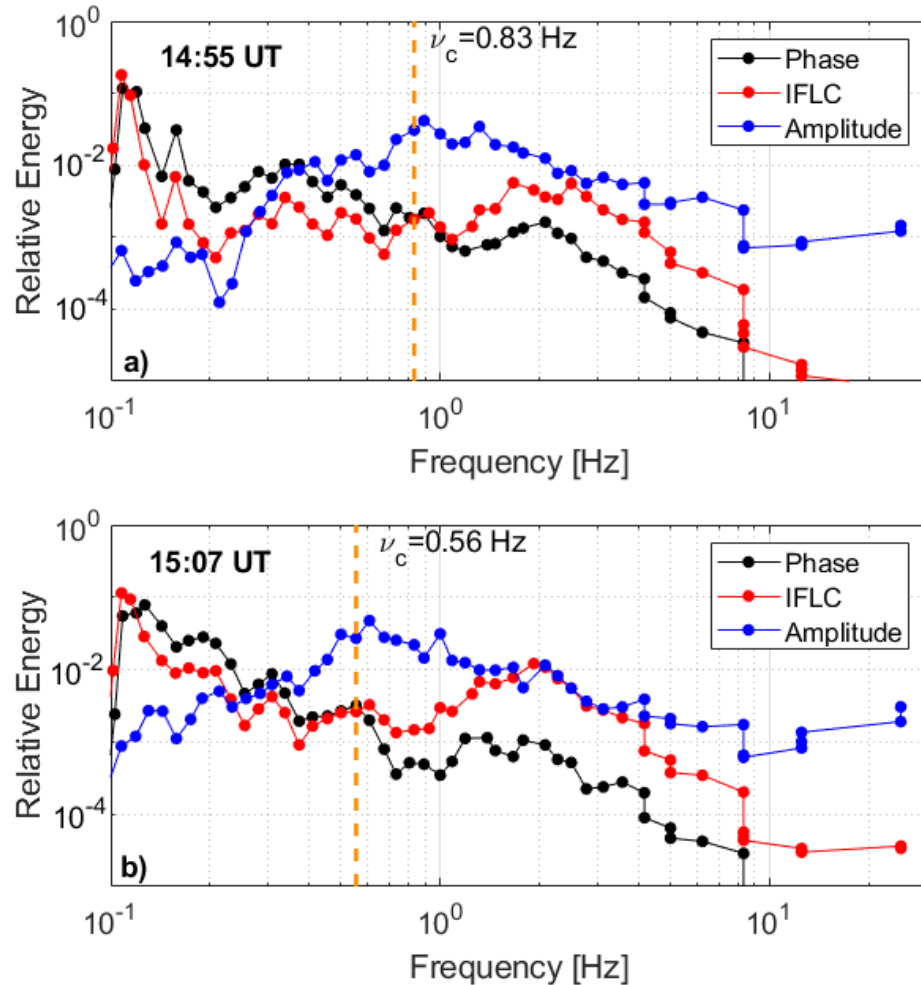 10^0
14:55 UT
ν_c=0.83 Hz
Phase
IFLC
Amplitude
10^-2
10^-4
Relative Energy
a)
10^-1
10^0
10^1
Frequency [Hz]
10^0
15:07 UT
ν_c=0.56 Hz
Phase
IFLC
Amplitude
10^-2
10^-4
Relative Energy
b)
10^-1
10^0
10^1
Frequency [Hz]